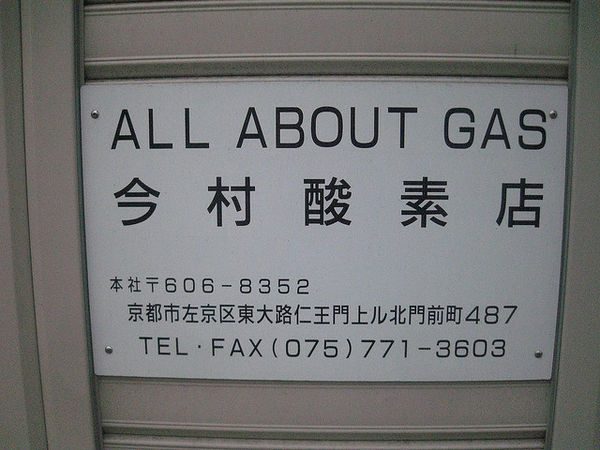 ALL ABOUT GAS
今村酸素店
本社〒606-8352
京都市左京区東大路仁王門上ル北門前町487
TEL・FAX(075)771-3603